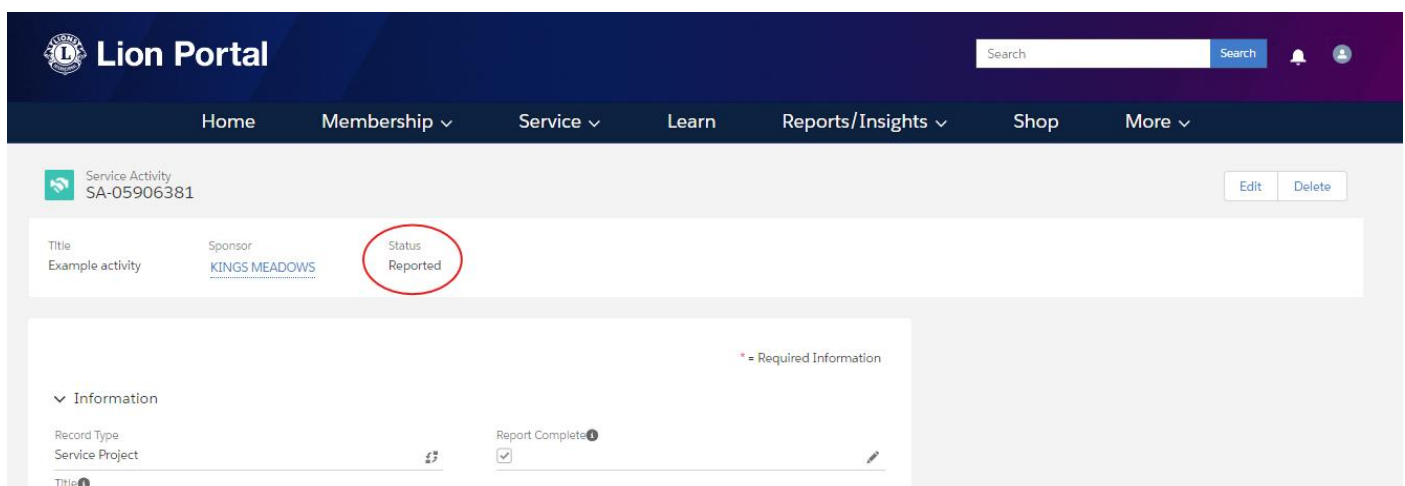 Lion Portal
Search
Search
Home Membership Service Learn Reports/Insights Shop More
Service Activity
SA-05906381
Edit Delete
Title Sponsor Status
Example activity KINGS MEADOWS Reported
* = Required Information
Information
Record Type Report Complete
Service Project
Title